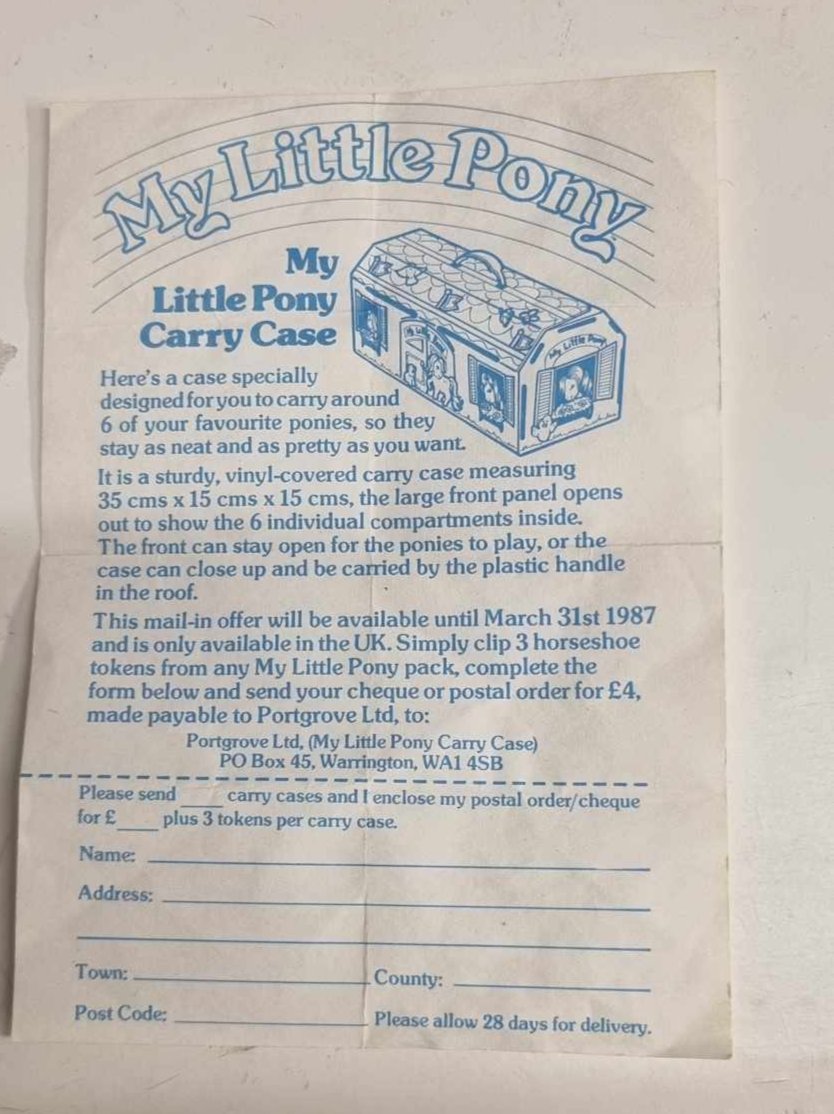 My Little Pony
My
Little Pony
Carry Case
My Little Pony
Here's a case specially
designed for you to carry around
6 of your favourite ponies, so they
stay as neat and as pretty as you want.
It is a sturdy, vinyl-covered carry case measuring
35 cms x 15 cms x 15 cms, the large front panel opens
out to show the 6 individual compartments inside.
The front can stay open for the ponies to play, or the
case can close up and be carried by the plastic handle
in the roof.
This mail-in offer will be available until March 31st 1987
and is only available in the UK. Simply clip 3 horseshoe
tokens from any My Little Pony pack, complete the
form below and send your cheque or postal order for £4,
made payable to Portgrove Ltd, to:
Portgrove Ltd, (My Little Pony Carry Case)
PO Box 45, Warrington, WA1 4SB
Please send ____ carry cases and I enclose my postal order/cheque
for £____ plus 3 tokens per carry case.
Name:
Address:
Town: County:
Post Code: Please allow 28 days for delivery.